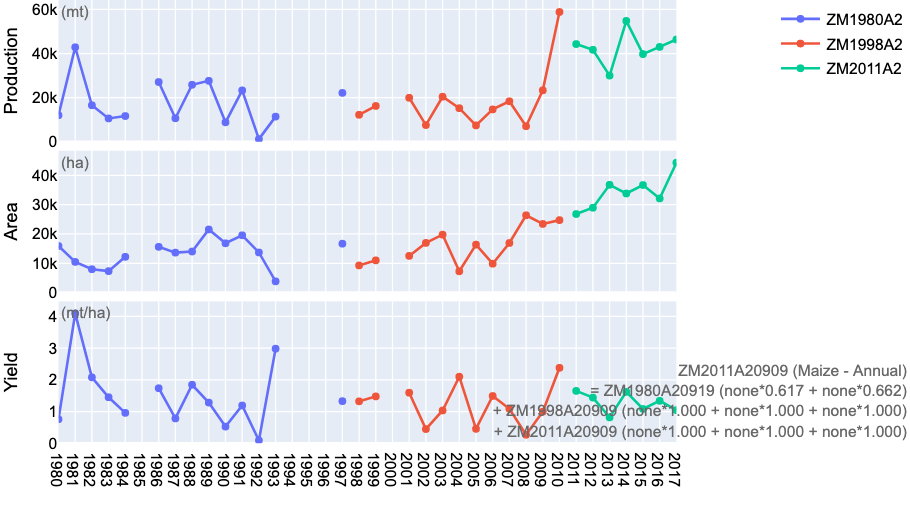 60k (mt)
40k
20k
0
Production
ZM1980A2
ZM1998A2
ZM2011A2
(ha)
40k
30k
20k
10k
0
Area
(mt/ha)
4
3
2
1
0
Yield
ZM2011A20909 (Maize - Annual)
= ZM1980A20919 (none*0.617 + none*0.662)
+ ZM1998A20909 (none*1.000 + none*1.000 + none*1.000)
+ ZM2011A20909 (none*1.000 + none*1.000 + none*1.000)
1980 1981 1982 1983 1984 1985 1986 1987 1988 1989 1990 1991 1992 1993 1994 1995 1996 1997 1998 1999 2000 2001 2002 2003 2004 2005 2006 2007 2008 2009 2010 2011 2012 2013 2014 2015 2016 2017